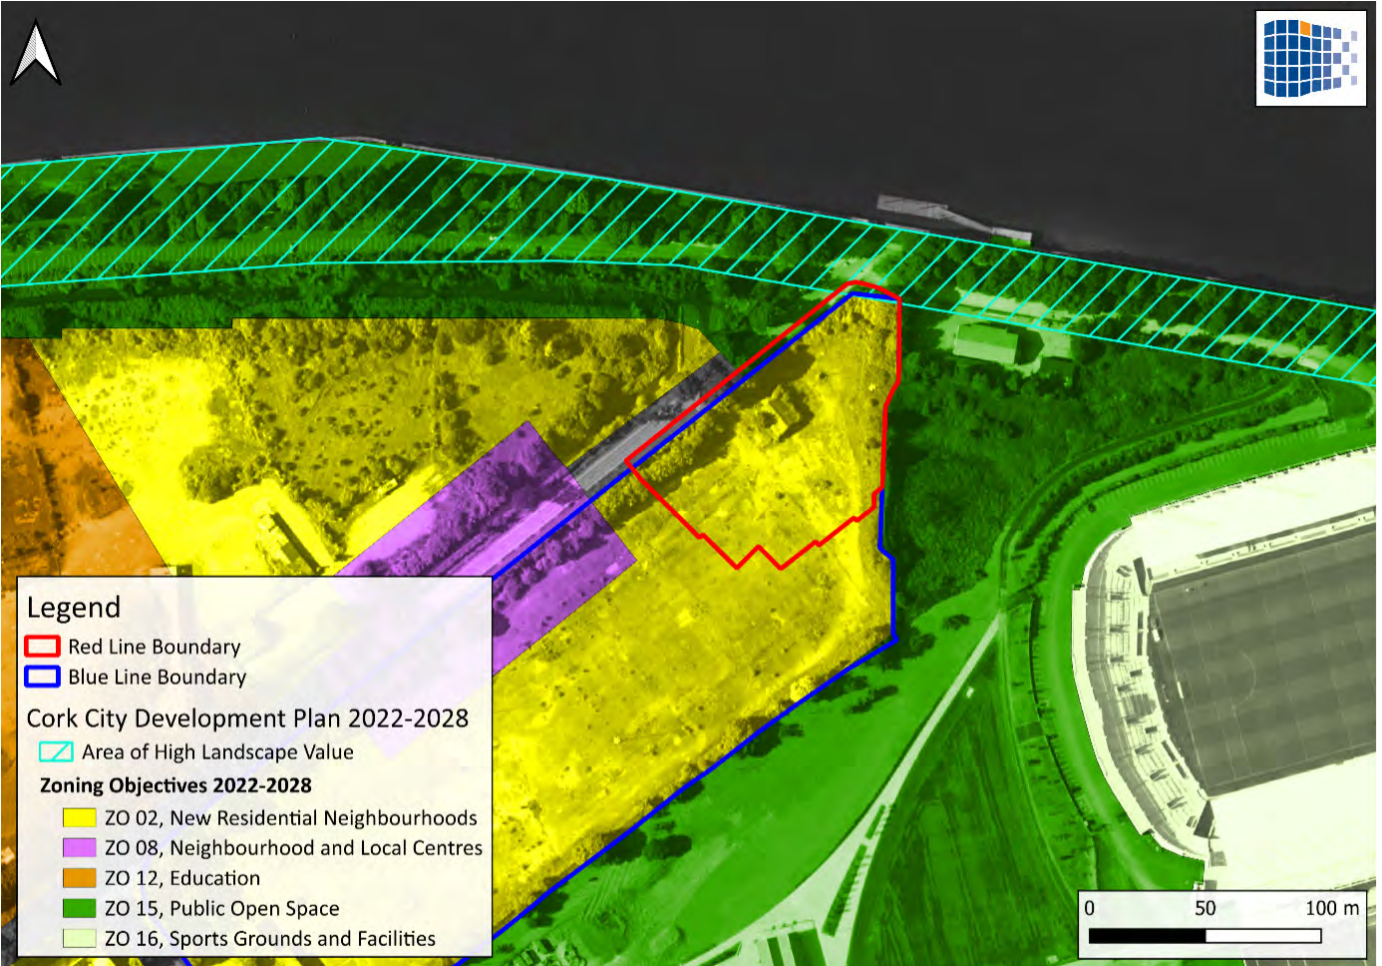 Legend
Red Line Boundary
Blue Line Boundary
Cork City Development Plan 2022-2028
Area of High Landscape Value
Zoning Objectives 2022-2028
ZO 02, New Residential Neighbourhoods
ZO 08, Neighbourhood and Local Centres
ZO 12, Education
ZO 15, Public Open Space
ZO 16, Sports Grounds and Facilities
0 50 100 m